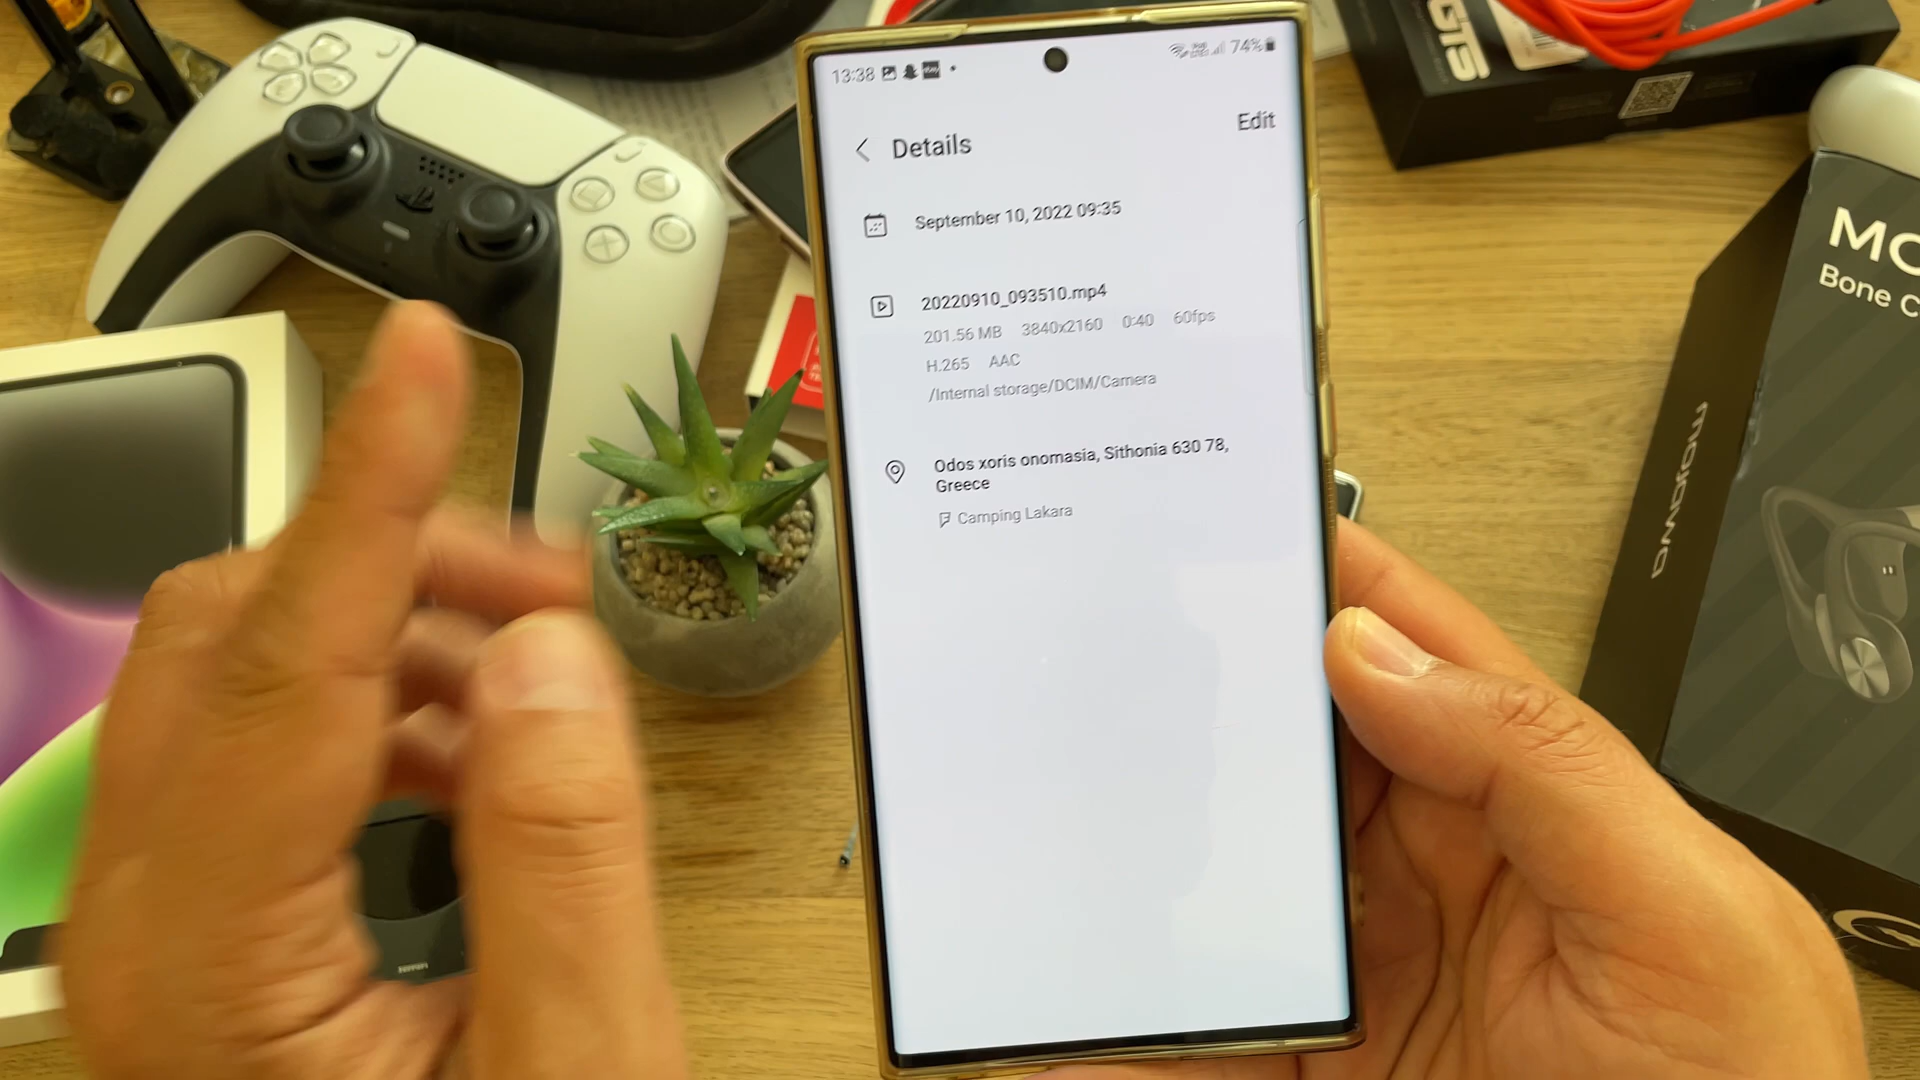 13:38
74%
Details
Edit
September 10, 2022 09:35
20220910_093510.mp4
201.56 MB 3840x2160 0:40 60fps
H.265 AAC
/Internal storage/DCIM/Camera
Odos xoris onomasia, Sithonia 630 78,
Greece
Camping Lakara
GT5
MO
Bone C